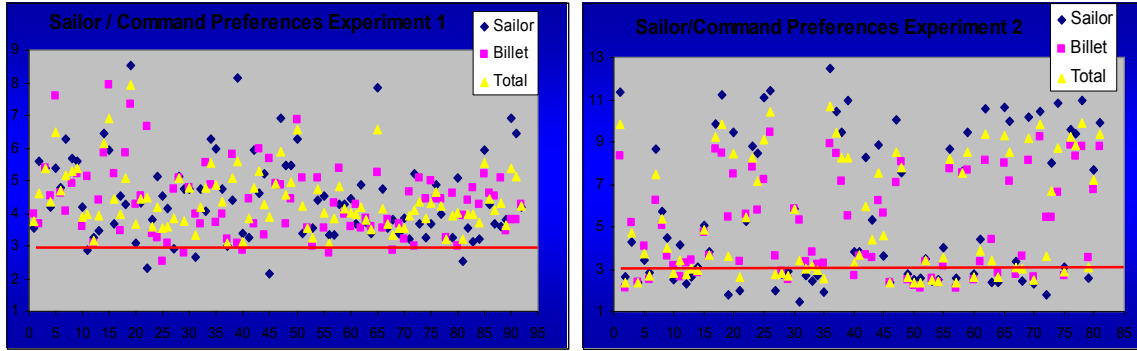 Sailor / Command Preferences Experiment 1
Sailor
Billet
Total
9
8
7
6
5
4
3
2
1
0 5 10 15 20 25 30 35 40 45 50 55 60 65 70 75 80 85 90 95
Sailor/Command Preferences Experiment 2
Sailor
Billet
Total
13
11
9
7
5
3
1
0 5 10 15 20 25 30 35 40 45 50 55 60 65 70 75 80 85